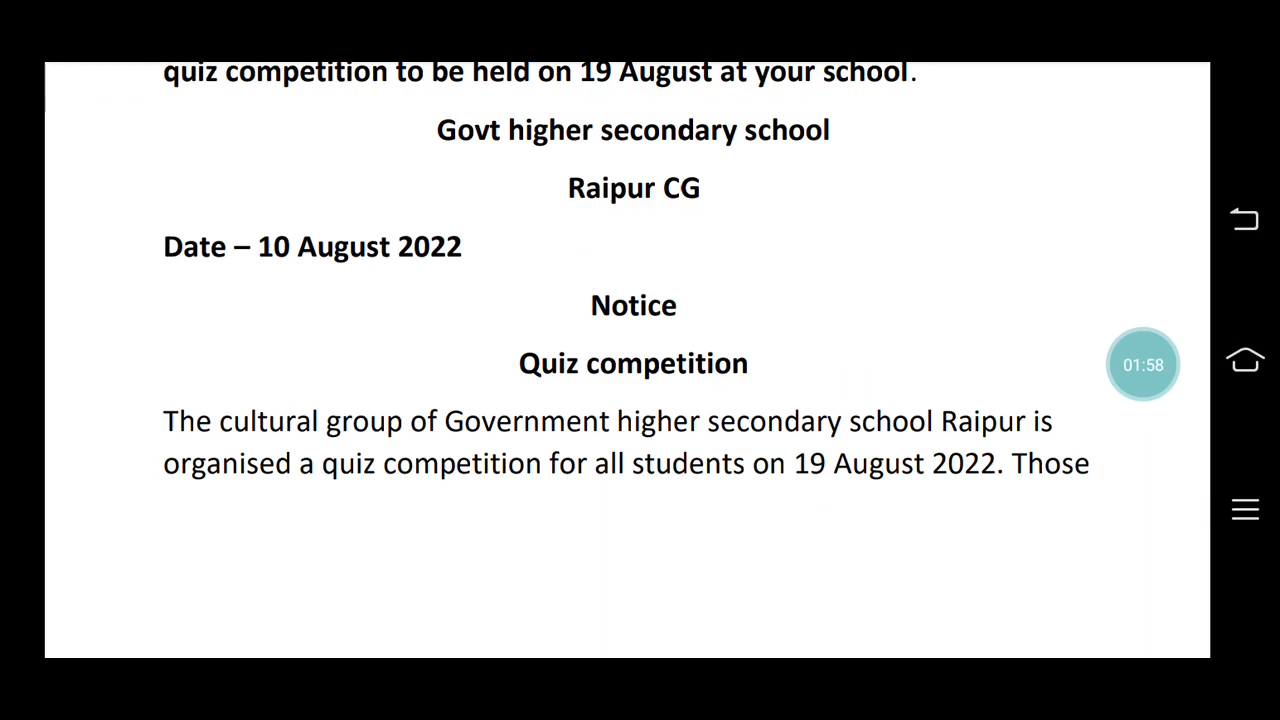 quiz competition to be held on 19 August at your school.
Govt higher secondary school
Raipur CG
Date – 10 August 2022
Notice
Quiz competition
01:58
The cultural group of Government higher secondary school Raipur is
organised a quiz competition for all students on 19 August 2022. Those